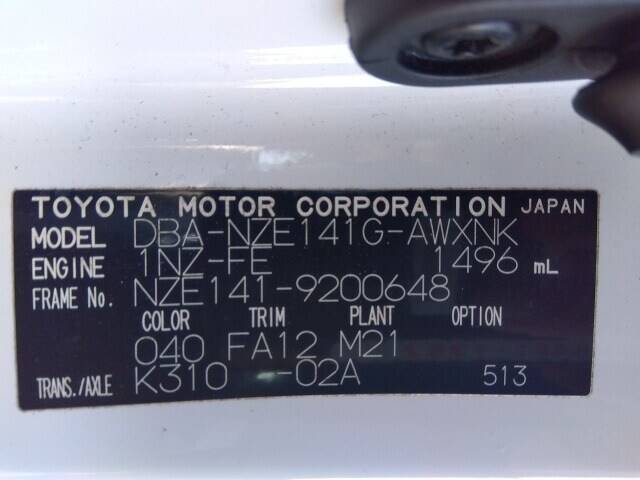 TOYOTA MOTOR CORPORATION JAPAN
MODEL DBA-NZE141G-AWXNK
ENGINE 1NZ-FE 1496 mL
FRAME No. NZE141-9200648
COLOR TRIM PLANT OPTION
040 FA12 M21
TRANS./AXLE K310 -02A 513